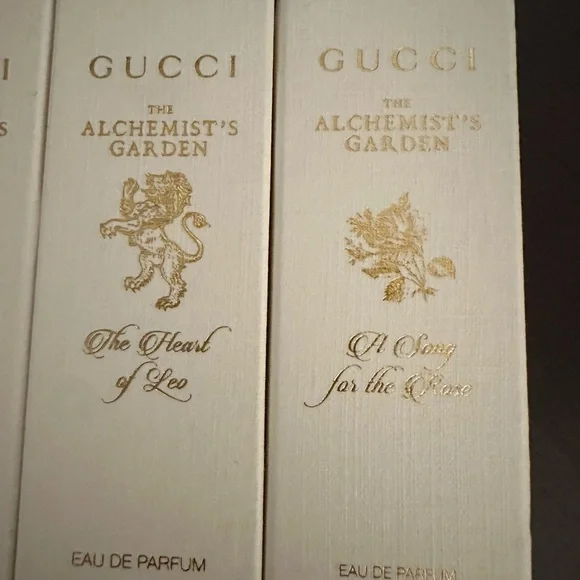 GUCCI
THE
ALCHEMIST'S
GARDEN
The Heart
of Leo
EAU DE PARFUM
GUCCI
THE
ALCHEMIST'S
GARDEN
A Song
for the Rose
EAU DE PARFUM